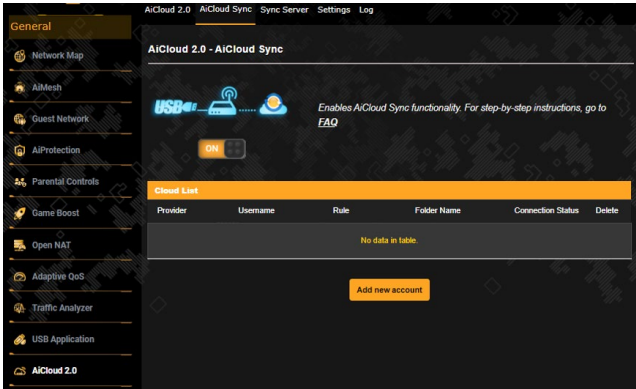 AiCloud 2.0 AiCloud Sync Sync Server Settings Log
General
Network Map
AiMesh
Guest Network
AiProtection
Parental Controls
Game Boost
Open NAT
Adaptive QoS
Traffic Analyzer
USB Application
AiCloud 2.0
AiCloud 2.0 - AiCloud Sync
USB
Enables AiCloud Sync functionality. For step-by-step instructions, go to
FAQ
ON
Cloud List
Provider Username Rule Folder Name Connection Status Delete
No data in table.
Add new account